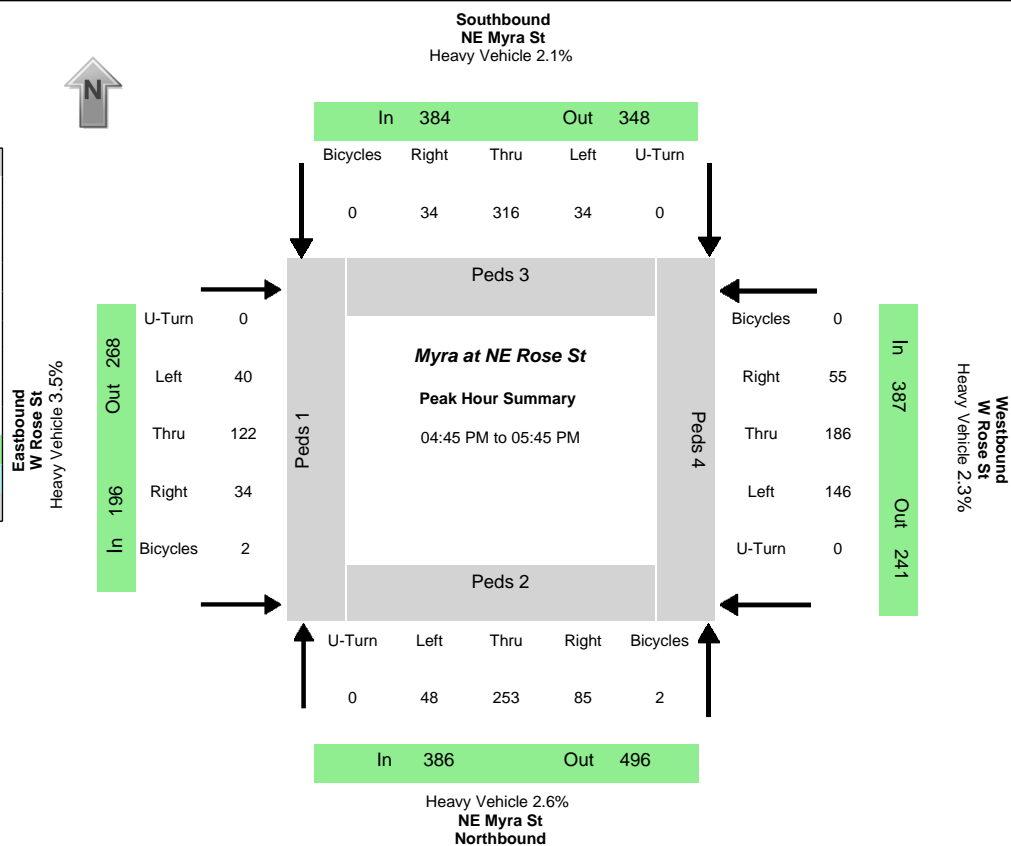 Southbound
NE Myra St
Heavy Vehicle 2.1%
N
In 384 Out 348
Bicycles Right Thru Left U-Turn
0 34 316 34 0
Peds 3
Eastbound
W Rose St
Heavy Vehicle 3.5%
In 196 Out 268
U-Turn 0
Left 40
Thru 122
Right 34
Bicycles 2
Peds 1
Myra at NE Rose St
Peak Hour Summary
04:45 PM to 05:45 PM
Peds 4
Bicycles 0
Right 55
Thru 186
Left 146
U-Turn 0
In 387 Out 241
Westbound
W Rose St
Heavy Vehicle 2.3%
Peds 2
U-Turn Left Thru Right Bicycles
0 48 253 85 2
In 386 Out 496
Heavy Vehicle 2.6%
NE Myra St
Northbound